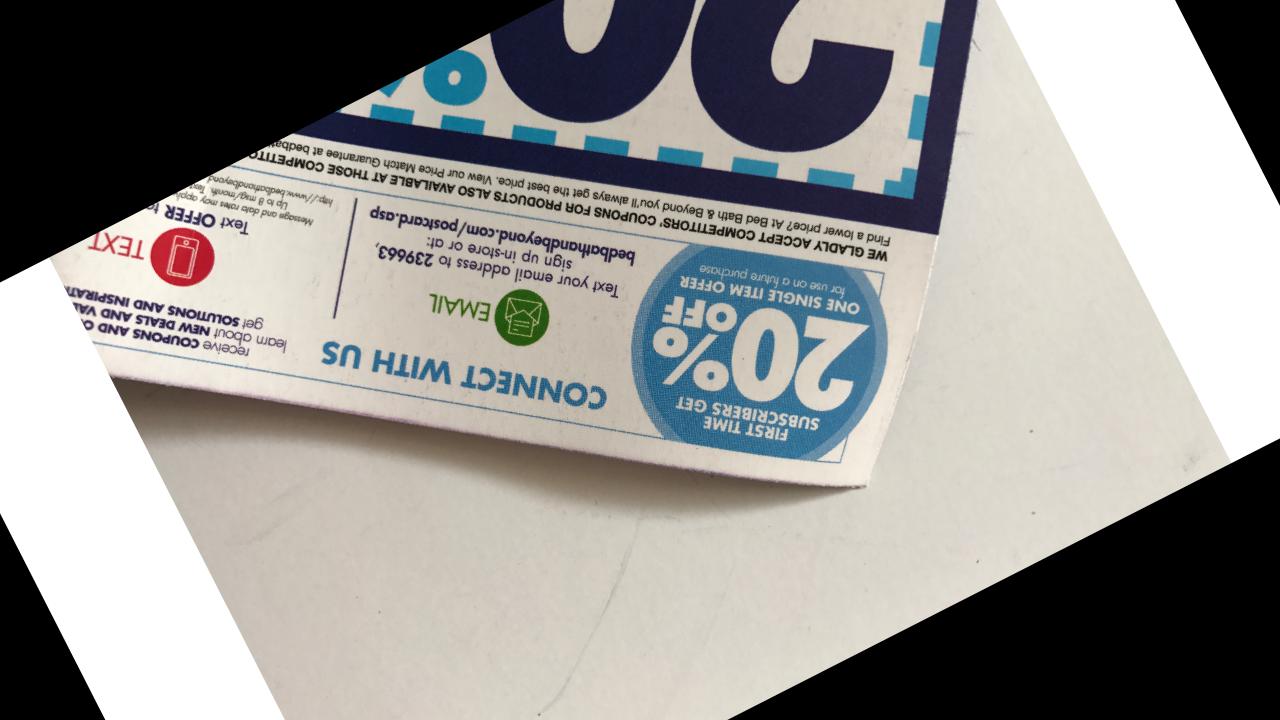 20%
Find a lower price? At Bed Bath & Beyond you'll always get the best price. View our Price Match Guarantee at
WE GLADLY ACCEPT COMPETITORS' COUPONS FOR PRODUCTS ALSO AVAILABLE AT THOSE
FIRST TIME
SUBSCRIBERS GET
20% OFF
ONE SINGLE ITEM OFFER
for use on a future purchase
CONNECT WITH US
EMAIL
Text your email address to 239663,
sign up in-store or at:
bedbathandbeyond.com/postcard.asp
receive COUPONS AND
learn about NEW DEALS AND
get SOLUTIONS AND
TEXT
Text OFFER
Message and data rates may apply.
Up to 8 msg/month. Text
http://www.bedbathandbeyond